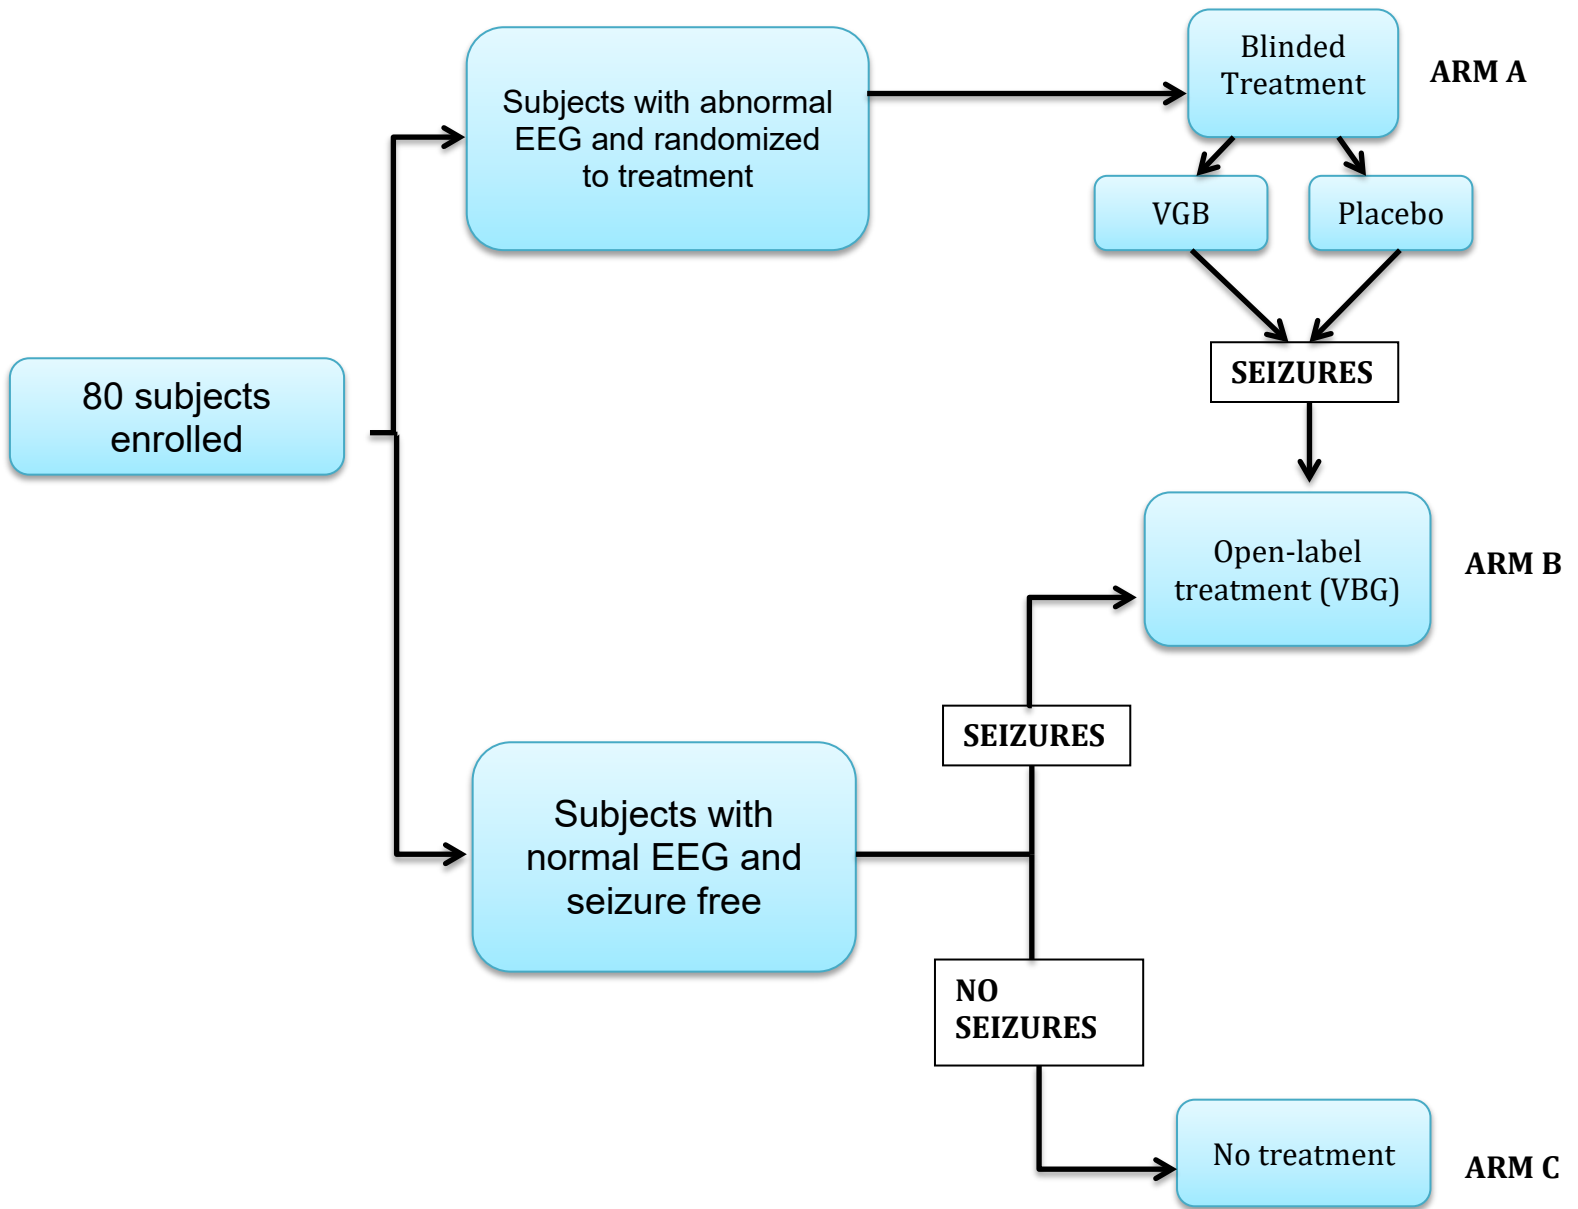 Blinded
Treatment
ARM A
Subjects with abnormal
EEG and randomized
to treatment
VGB
Placebo
SEIZURES
80 subjects
enrolled
Open-label
treatment (VBG)
ARM B
SEIZURES
Subjects with
normal EEG and
seizure free
NO
SEIZURES
No treatment
ARM C